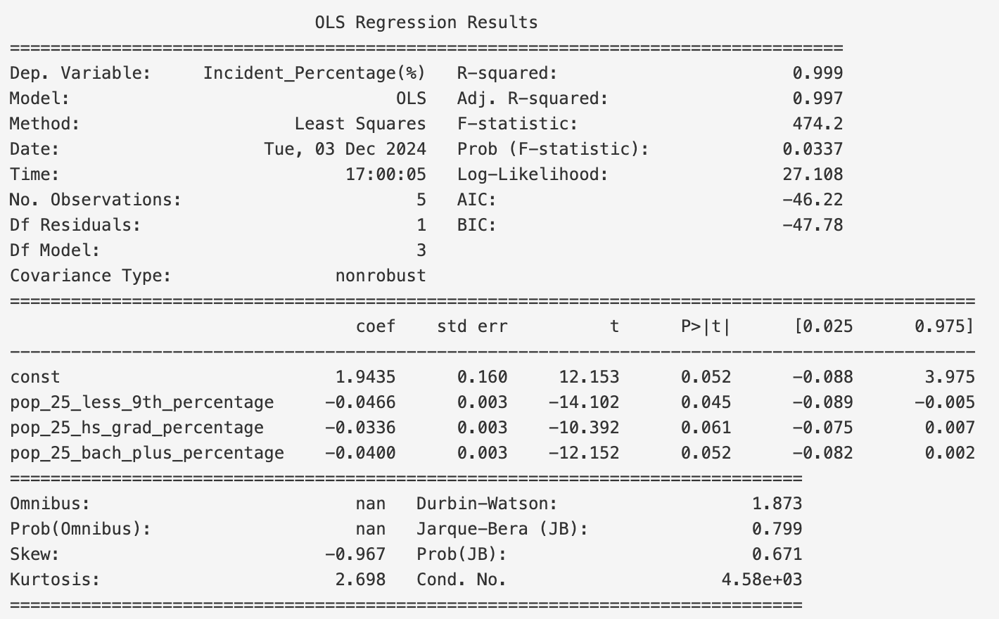 OLS Regression Results
==================================================================================
Dep. Variable:     Incident_Percentage(%)   R-squared:                       0.999
Model:                                OLS   Adj. R-squared:                  0.997
Method:                     Least Squares   F-statistic:                     474.2
Date:                    Tue, 03 Dec 2024   Prob (F-statistic):             0.0337
Time:                            17:00:05   Log-Likelihood:                 27.108
No. Observations:                       5   AIC:                            -46.22
Df Residuals:                           1   BIC:                            -47.78
Df Model:                               3
Covariance Type:                nonrobust
===============================================================================================
                                  coef    std err          t      P>|t|      [0.025      0.975]
-----------------------------------------------------------------------------------------------
const                           1.9435      0.160     12.153      0.052      -0.088       3.975
pop_25_less_9th_percentage     -0.0466      0.003    -14.102      0.045      -0.089      -0.005
pop_25_hs_grad_percentage      -0.0336      0.003    -10.392      0.061      -0.075       0.007
pop_25_bach_plus_percentage    -0.0400      0.003    -12.152      0.052      -0.082       0.002
==============================================================================
Omnibus:                          nan   Durbin-Watson:                   1.873
Prob(Omnibus):                    nan   Jarque-Bera (JB):                0.799
Skew:                          -0.967   Prob(JB):                        0.671
Kurtosis:                       2.698   Cond. No.                     4.58e+03
==============================================================================